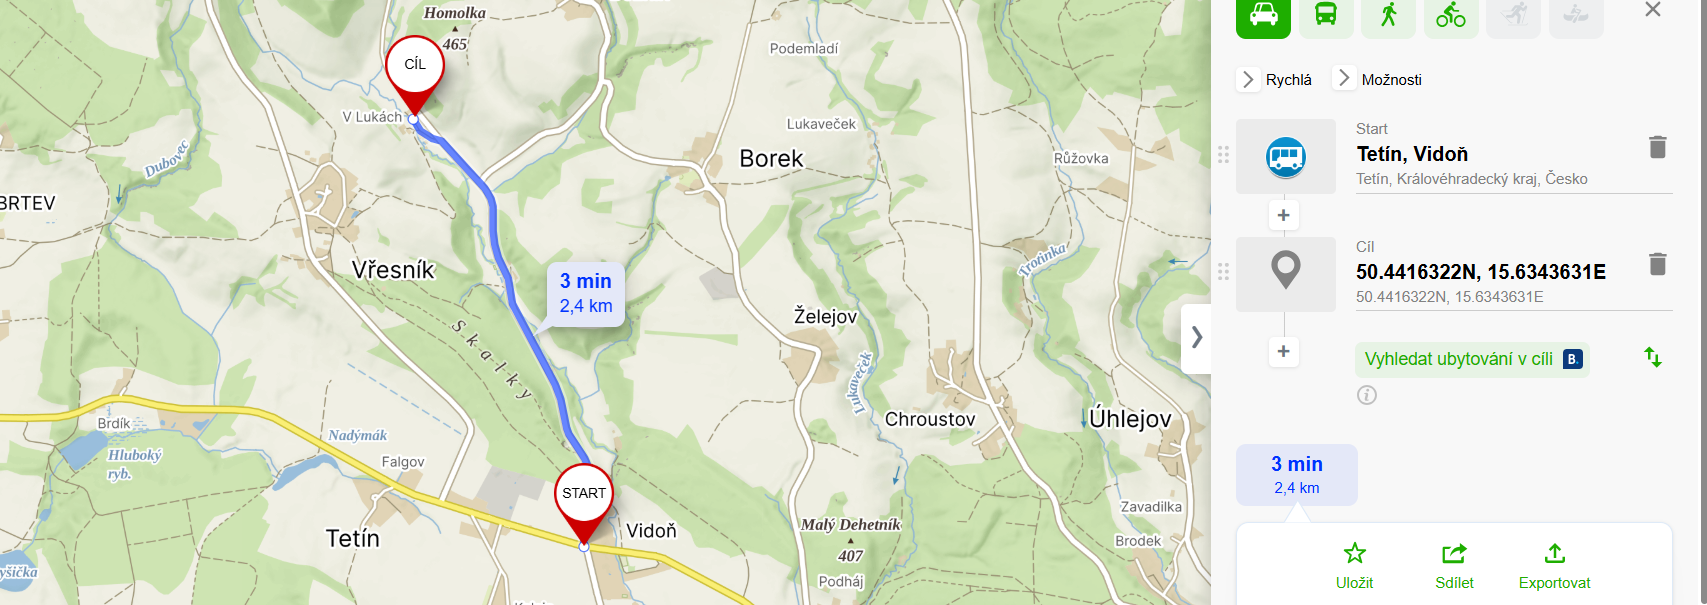 Homolka
465
CÍL
V Lukách
Podemladí
Lukaveček
Dubovec
Borek
Růžovka
BRTEV
Vřesník
3 min
2,4 km
Trotinka
Skalky
Želejov
Lukaveček
Brdík
Nadýmák
Hluboký
ryb.
Falgov
Chroustov
Úhlejov
START
Tetín
Vidoň
Malý Dehetník
407
Zavadilka
Brodek
Podháj
Rychlá
Možnosti
Start
Tetín, Vidoň
Tetín, Královéhradecký kraj, Česko
+
Cíl
50.4416322N, 15.6343631E
50.4416322N, 15.6343631E
+
Vyhledat ubytování v cíli B.
i
3 min
2,4 km
Uložit
Sdílet
Exportovat